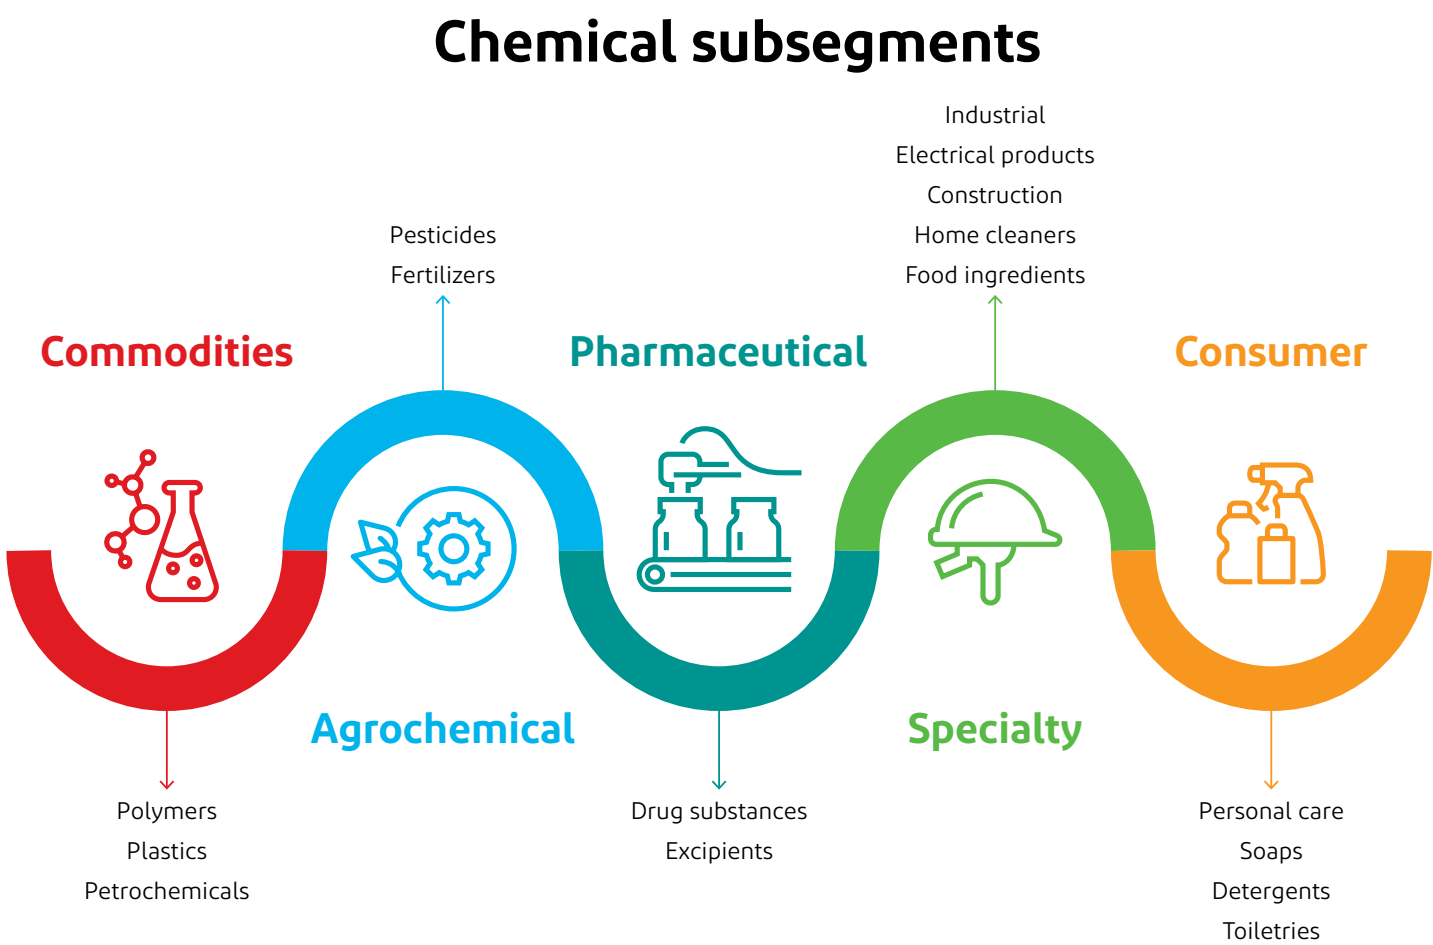 Chemical subsegments
Commodities
Polymers
Plastics
Petrochemicals
Pesticides
Fertilizers
Agrochemical
Pharmaceutical
Drug substances
Excipients
Industrial
Electrical products
Construction
Home cleaners
Food ingredients
Specialty
Consumer
Personal care
Soaps
Detergents
Toiletries